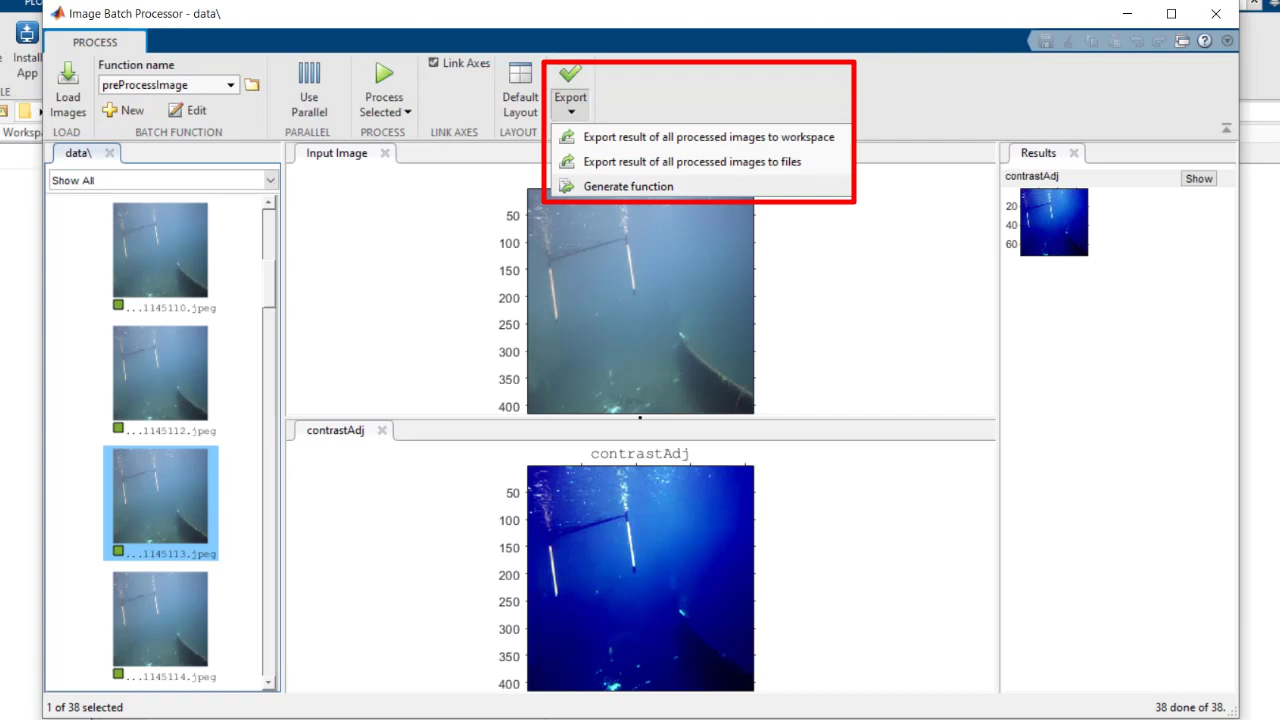 PLO
Image Batch Processor - data\
PROCESS
Install
App
Load
Images
LOAD
Function name
preProcessImage
New
Edit
BATCH FUNCTION
Use
Parallel
PARALLEL
Process
Selected
PROCESS
Link Axes
LINK AXES
Default
Layout
LAYOUT
Export
Export result of all processed images to workspace
Export result of all processed images to files
Generate function
LE
Workspa
data\
Show All
...1145110.jpeg
...1145112.jpeg
...1145113.jpeg
...1145114.jpeg
Input Image
50
100
150
200
250
300
350
400
contrastAdj
contrastAdj
50
100
150
200
250
300
350
400
Results
contrastAdj
Show
20
40
60
1 of 38 selected
38 done of 38.